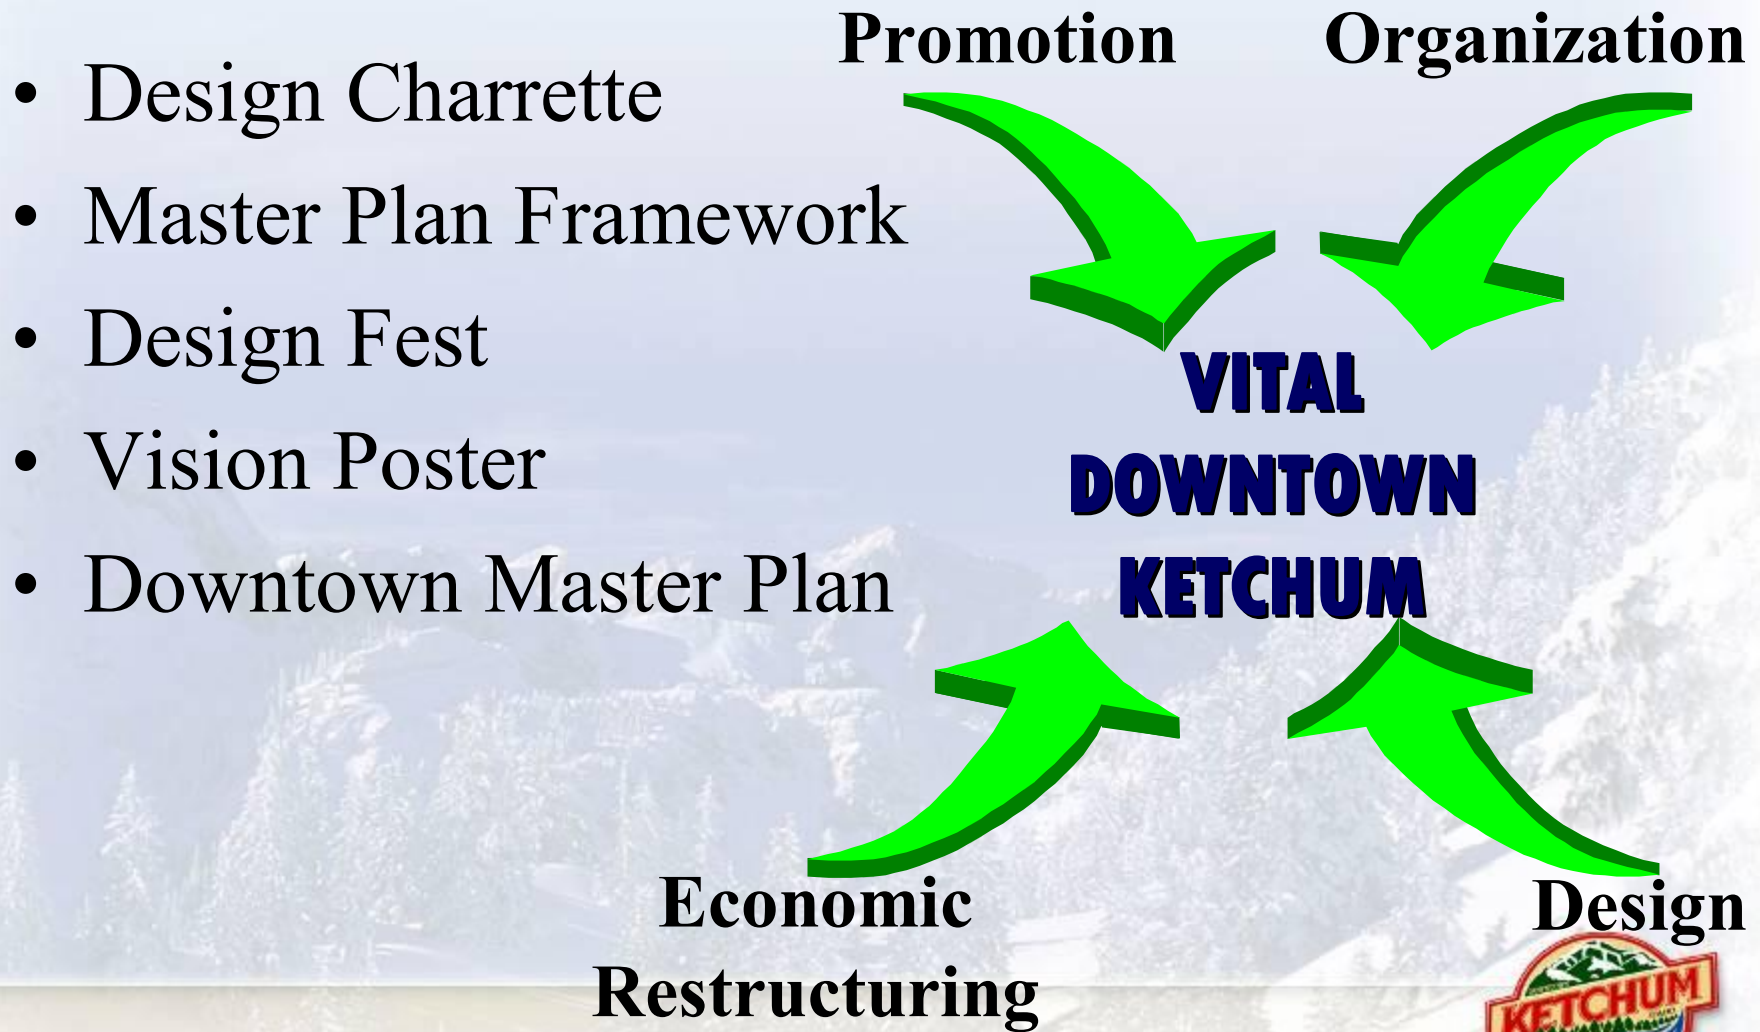 • Design Charrette
• Master Plan Framework
• Design Fest
• Vision Poster
• Downtown Master Plan
Promotion
Organization
VITAL
DOWNTOWN
KETCHUM
Economic
Restructuring
Design
KETCHUM